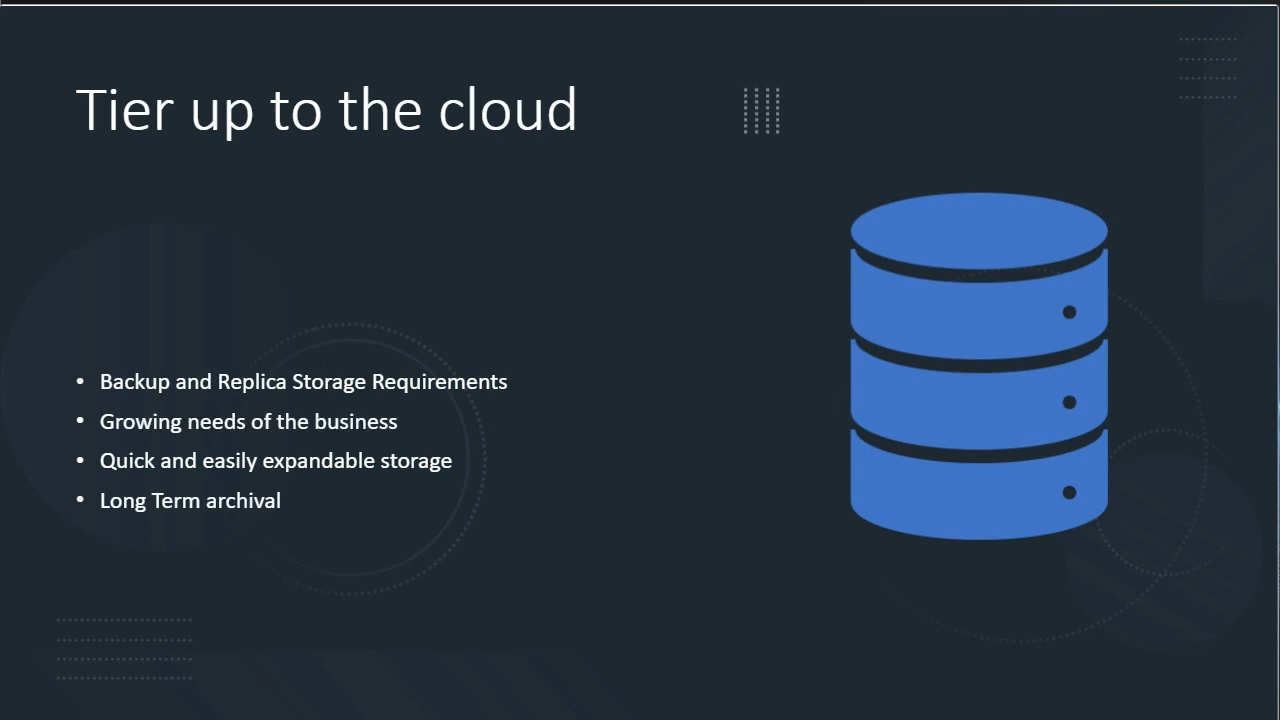 Tier up to the cloud
• Backup and Replica Storage Requirements
• Growing needs of the business
• Quick and easily expandable storage
• Long Term archival